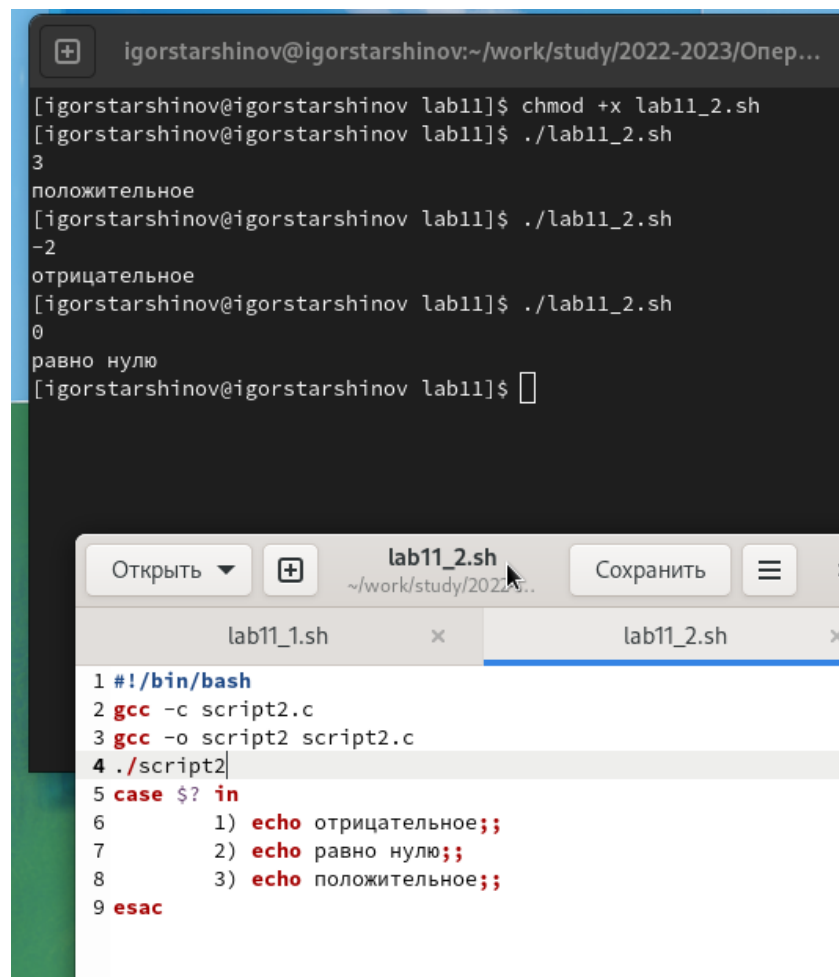 igorstarshinov@igorstarshinov:~/work/study/2022-2023/Опер...
[igorstarshinov@igorstarshinov lab11]$ chmod +x lab11_2.sh
[igorstarshinov@igorstarshinov lab11]$ ./lab11_2.sh
3
положительное
[igorstarshinov@igorstarshinov lab11]$ ./lab11_2.sh
-2
отрицательное
[igorstarshinov@igorstarshinov lab11]$ ./lab11_2.sh
0
равно нулю
[igorstarshinov@igorstarshinov lab11]$
Открыть
lab11_2.sh
~/work/study/2022-...
Сохранить
lab11_1.sh
lab11_2.sh
1 #!/bin/bash
2 gcc -c script2.c
3 gcc -o script2 script2.c
4 ./script2
5 case $? in
6 1) echo отрицательное;;
7 2) echo равно нулю;;
8 3) echo положительное;;
9 esac